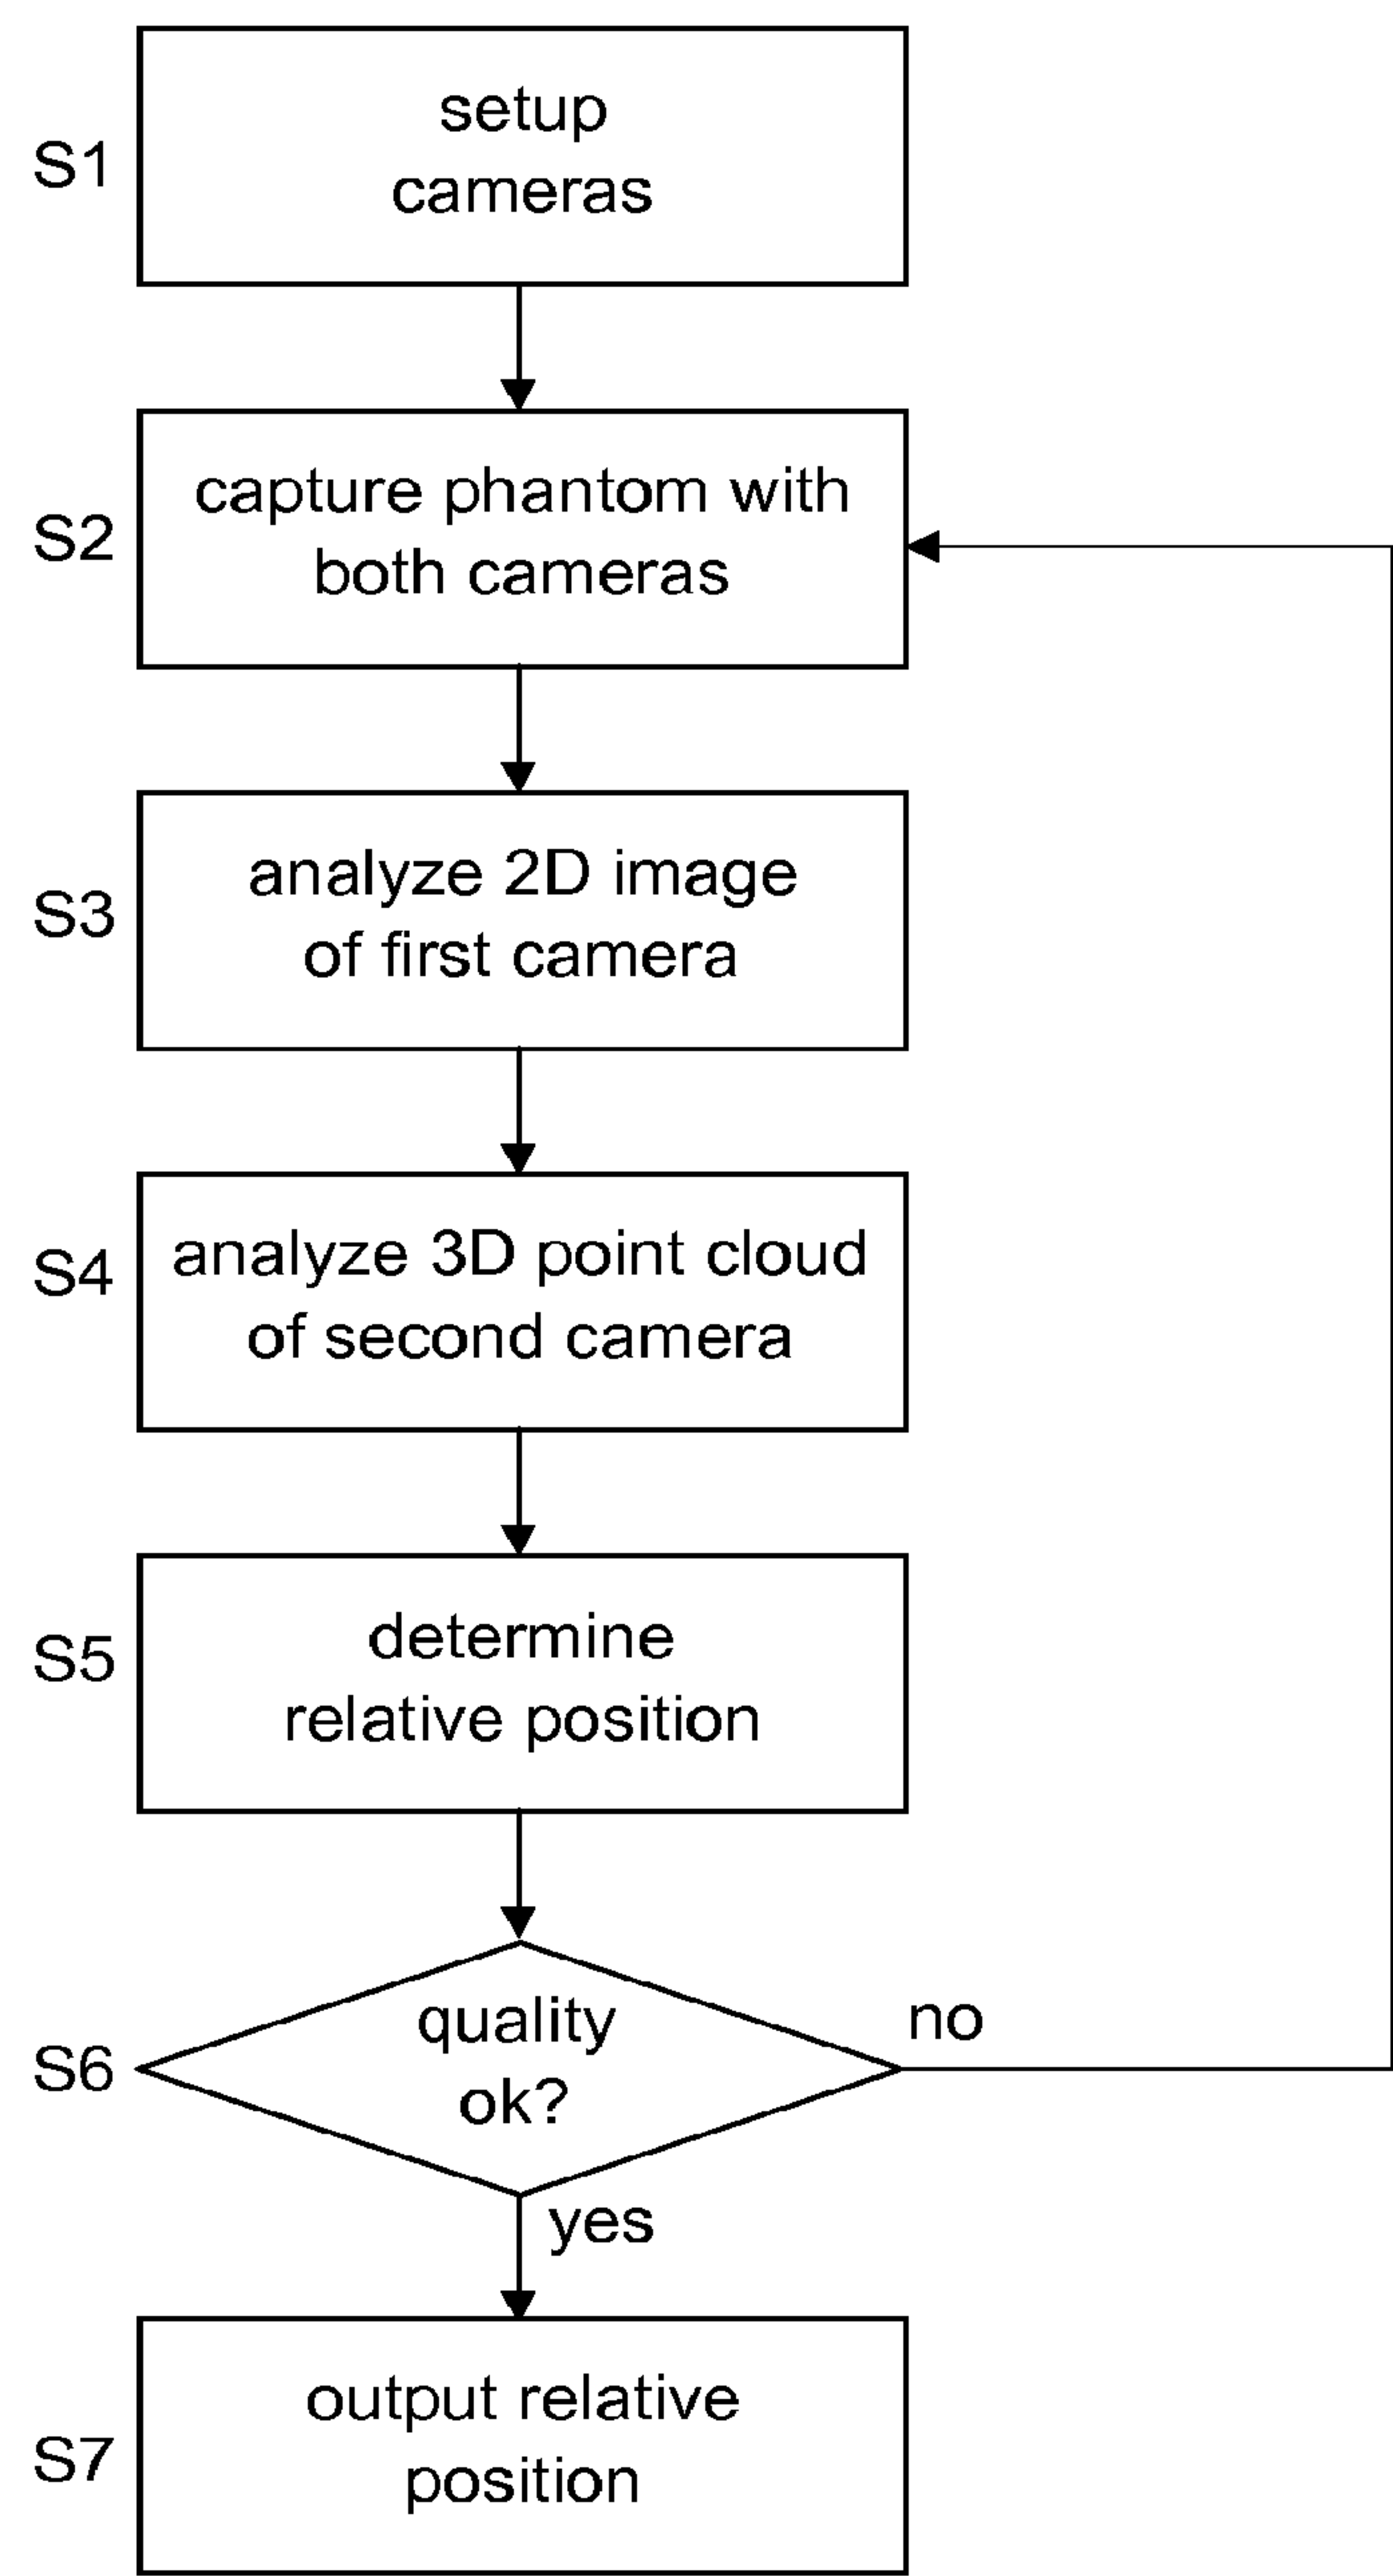 S1
setup
cameras
S2
capture phantom with
both cameras
S3
analyze 2D image
of first camera
S4
analyze 3D point cloud
of second camera
S5
determine
relative position
S6
quality
ok?
no
yes
S7
output relative
position